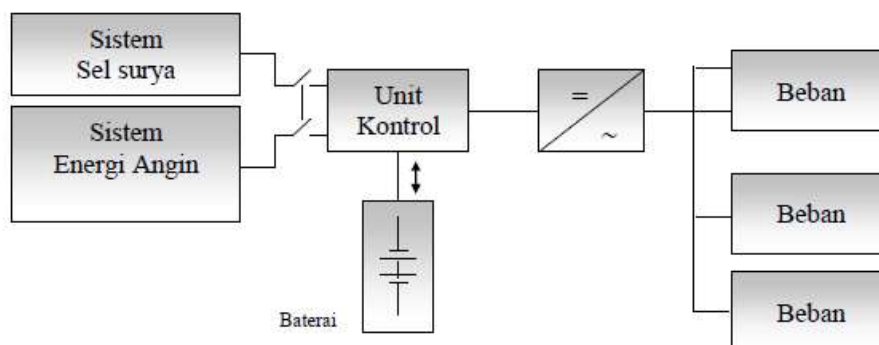 Sistem
Sel surya
Sistem
Energi Angin
Unit
Kontrol
=
~
Beban
Beban
Beban
Baterai